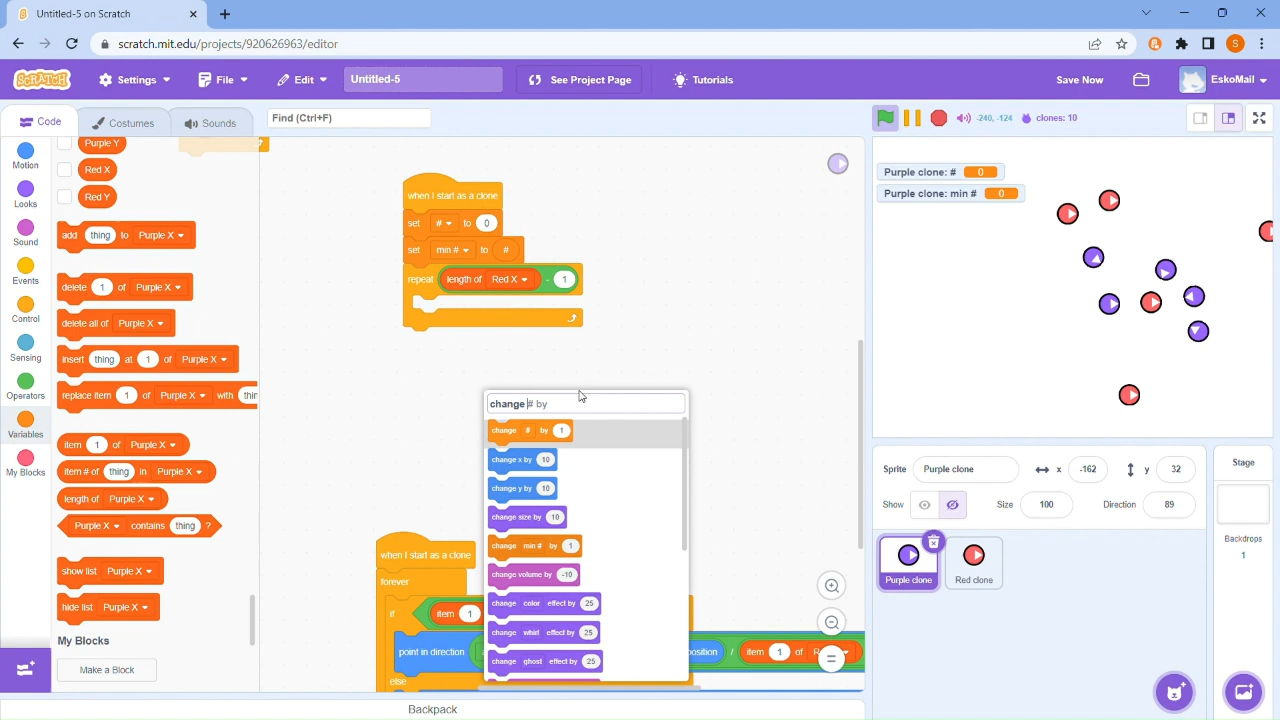 Untitled-5 on Scratch
scratch.mit.edu/projects/920626963/editor
S
SCRATCH
Settings
File
Edit
Untitled-5
See Project Page
Tutorials
Save Now
EskoMail
Code
Costumes
Sounds
Find (Ctrl+F)
-240, -124
clones: 10
Motion
Looks
Sound
Events
Control
Sensing
Operators
Variables
My Blocks
Purple Y
Red X
Red Y
add thing to Purple X
delete 1 of Purple X
delete all of Purple X
insert thing at 1 of Purple X
replace item 1 of Purple X with
item 1 of Purple X
item # of thing in Purple X
length of Purple X
Purple X contains thing ?
show list Purple X
hide list Purple X
My Blocks
Make a Block
when I start as a clone
set # to 0
set min # to #
repeat length of Red X - 1
change # by
change # by 1
change x by 10
change y by 10
change size by 10
change min # by 1
change volume by -10
change color effect by 25
change whirl effect by 25
change ghost effect by 25
when I start as a clone
forever
if item 1
point in direction
position / item 1 of
else
Backpack
Purple clone: # 0
Purple clone: min # 0
Sprite Purple clone x -162 y 32
Show Size 100 Direction 89
Purple clone
Red clone
Stage
Backdrops
1